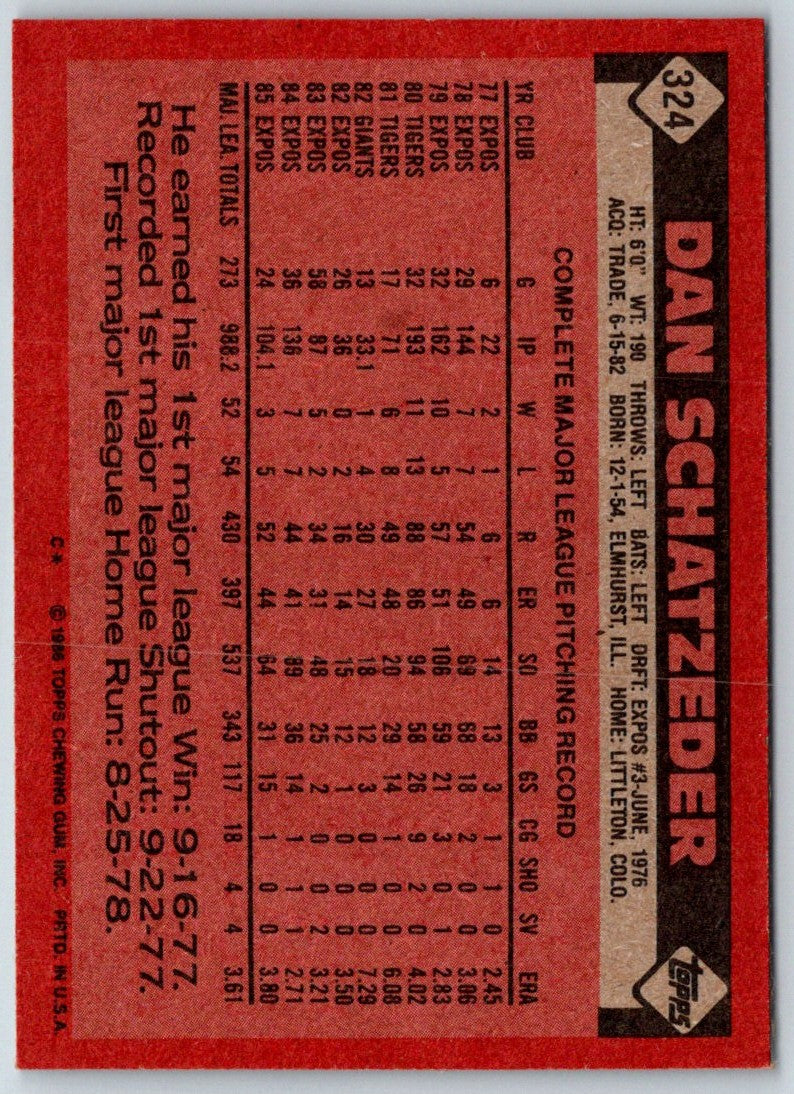 324
DAN SCHATZEDER
topps
HT: 6'0" WT: 190 THROWS: LEFT BATS: LEFT DRFT: EXPOS #3-JUNE, 1976
ACQ: TRADE, 6-15-82 BORN: 12-1-54, ELMHURST, ILL. HOME: LITTLETON, COLO.
COMPLETE MAJOR LEAGUE PITCHING RECORD
YR CLUB G IP W L R ER SO BB GS CG SHO SV ERA
77 EXPOS 6 22 2 1 6 6 14 13 3 1 1 0 2.45
78 EXPOS 29 144 7 7 54 49 69 68 18 2 0 0 3.06
79 EXPOS 32 162 10 5 57 51 106 59 21 3 0 1 2.83
80 TIGERS 32 193 11 13 88 86 94 58 26 9 2 0 4.02
81 TIGERS 17 71 6 8 49 48 20 29 14 1 0 0 6.08
82 GIANTS 13 33.1 1 4 30 27 18 12 3 0 0 0 7.29
82 EXPOS 26 36 0 2 16 14 15 12 1 0 0 0 3.50
83 EXPOS 58 87 5 2 34 31 48 25 2 0 0 2 3.21
84 EXPOS 36 136 7 7 44 41 89 36 14 1 1 1 2.71
85 EXPOS 24 104.1 3 5 52 44 64 31 15 1 0 0 3.80
MAJ. LEA. TOTALS 273 988.2 52 54 430 397 537 343 117 18 4 4 3.61
He earned his 1st major league Win: 9-16-77.
Recorded 1st major league Shutout: 9-22-77.
First major league Home Run: 8-25-78.
C* © 1986 TOPPS CHEWING GUM, INC. PRTD. IN U.S.A.